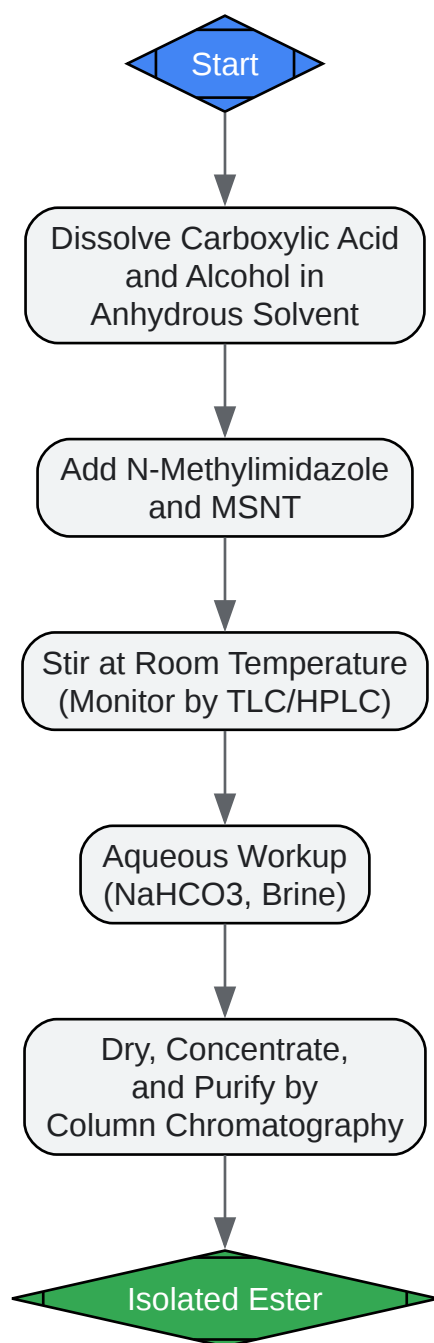 Start
Dissolve Carboxylic Acid
and Alcohol in
Anhydrous Solvent
Add N-Methylimidazole
and MSNT
Stir at Room Temperature
(Monitor by TLC/HPLC)
Aqueous Workup
(NaHCO3, Brine)
Dry, Concentrate,
and Purify by
Column Chromatography
Isolated Ester